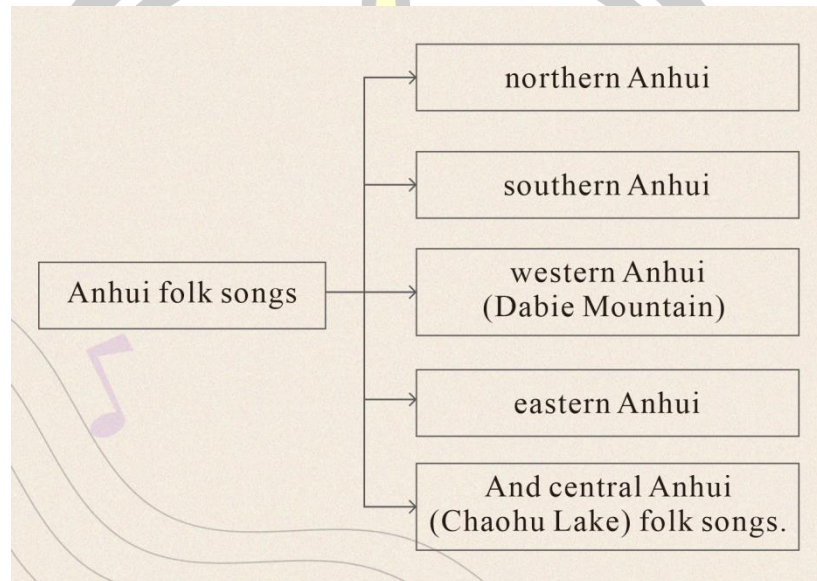 northern Anhui
southern Anhui
Anhui folk songs
western Anhui
(Dabie Mountain)
eastern Anhui
And central Anhui
(Chaohu Lake) folk songs.